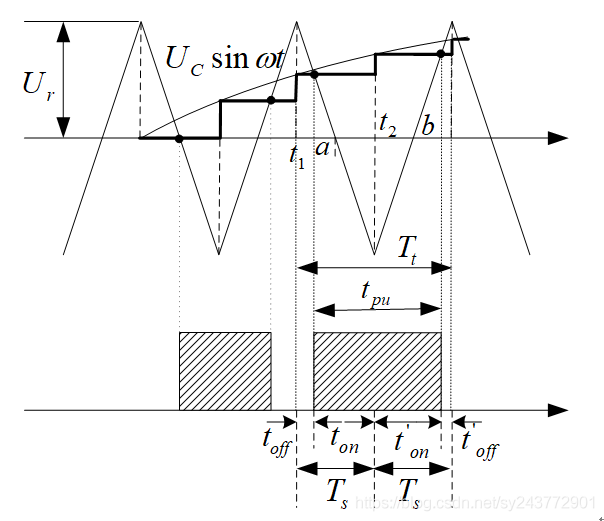 U_C sin ωt
U_r
t_1 a t_2 b
T_t
t_pu
t_off t_on t'_on t'_off
T_s T_s
https://blog.csdn.net/sy243772901